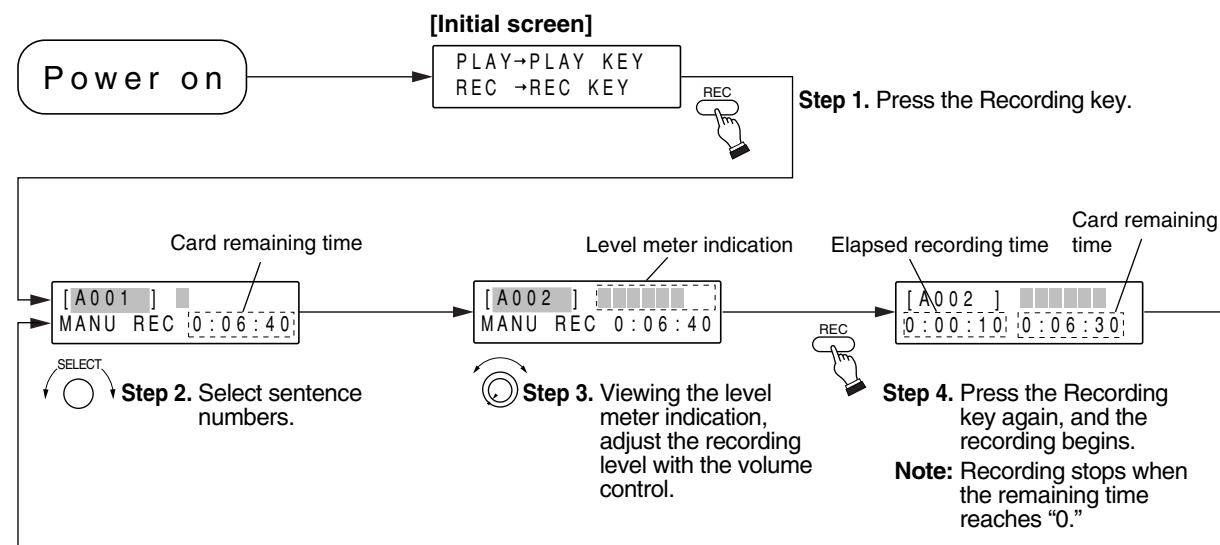 [Initial screen]
Power on
PLAY→PLAY KEY
REC →REC KEY
REC
Step 1. Press the Recording key.
Card remaining time
[A001 ]
MANU REC 0:06:40
SELECT
Step 2. Select sentence
numbers.
Level meter indication
[A002 ]
MANU REC 0:06:40
Step 3. Viewing the level
meter indication,
adjust the recording
level with the volume
control.
REC
Elapsed recording time
Card remaining
time
[A002 ]
0:00:10 0:06:30
Step 4. Press the Recording
key again, and the
recording begins.
Note: Recording stops when
the remaining time
reaches “0.”